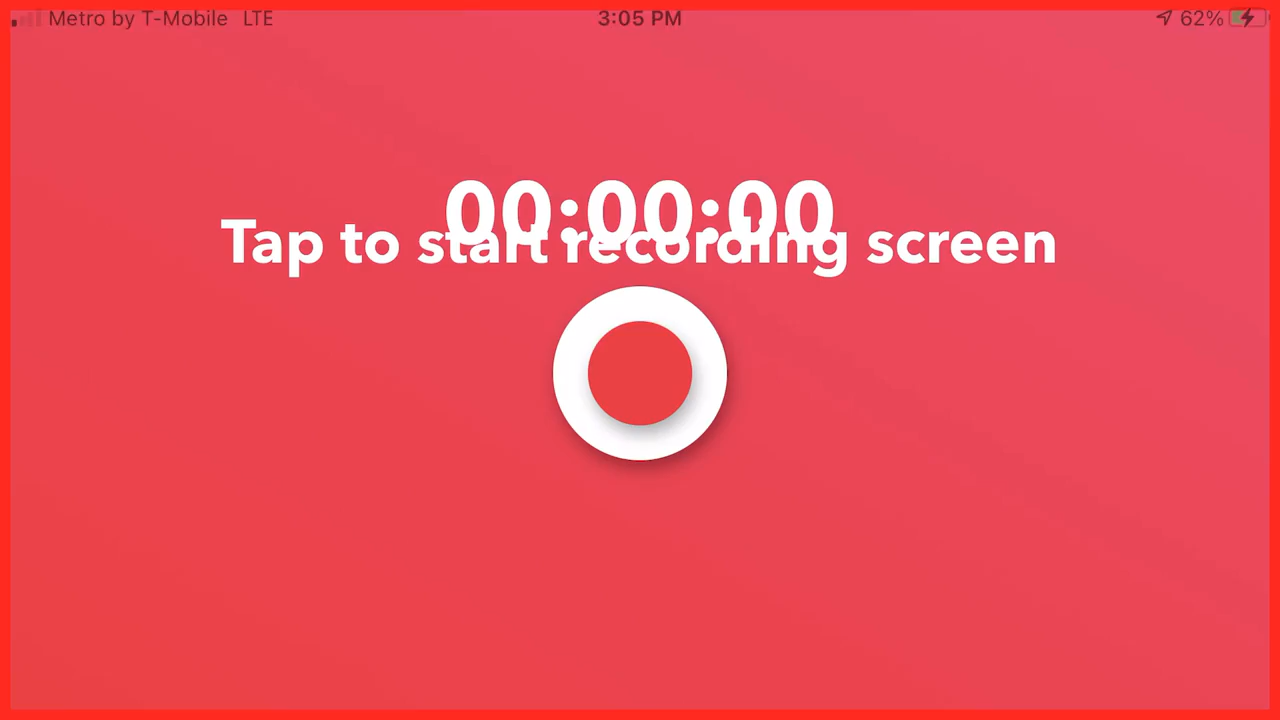 Metro by T-Mobile LTE 3:05 PM 62%
00:00:00
Tap to start recording screen